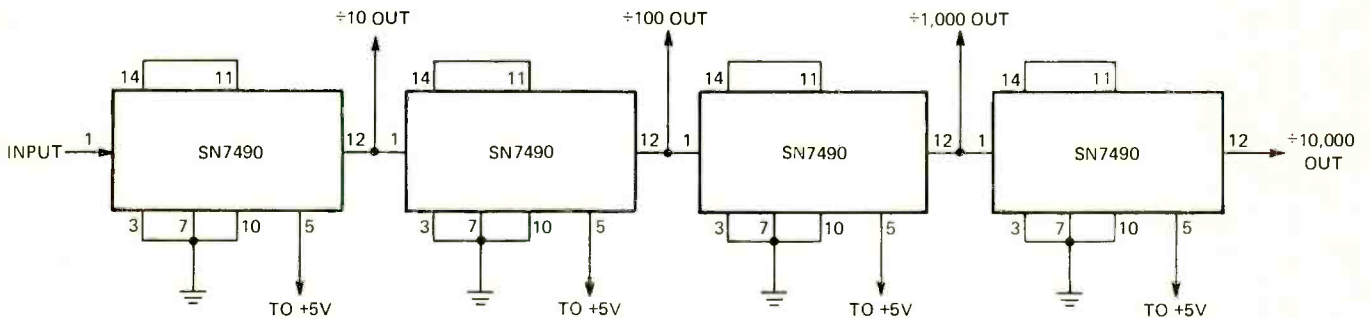 ÷10 OUT ÷100 OUT ÷1,000 OUT
14 11 14 11 14 11 14 11
INPUT 1 SN7490 12 1 SN7490 12 1 SN7490 12 1 SN7490 12 ÷10,000
OUT
3 7 10 5 3 7 10 5 3 7 10 5 3 7 10 5
TO +5V TO +5V TO +5V TO +5V